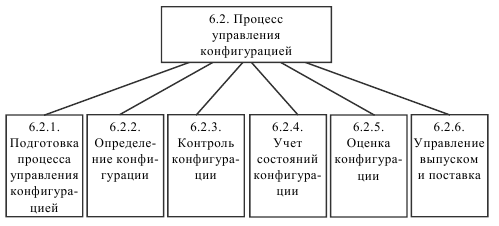 6.2. Процесс
управления
конфигурацией
6.2.1.
Подготовка
процесса
управления
конфигура-
цией
6.2.2.
Определе-
ние конфи-
гурации
6.2.3.
Контроль
конфигура-
ции
6.2.4.
Учет
состояний
конфигура-
ции
6.2.5.
Оценка
конфигура-
ции
6.2.6.
Управление
выпуском
и поставка